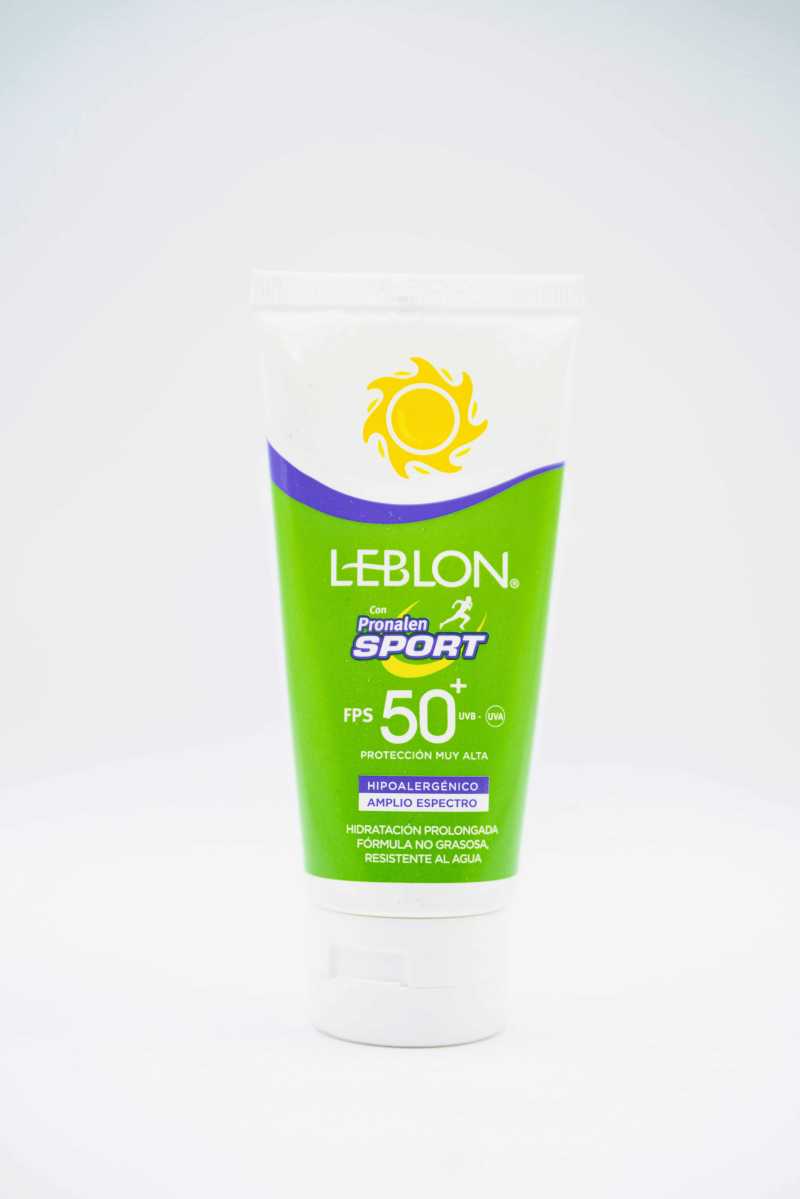 LEBLON®
Con
Pronalen
SPORT
FPS 50+ UVB - UVA
PROTECCIÓN MUY ALTA
HIPOALERGÉNICO
AMPLIO ESPECTRO
HIDRATACIÓN PROLONGADA
FÓRMULA NO GRASOSA,
RESISTENTE AL AGUA